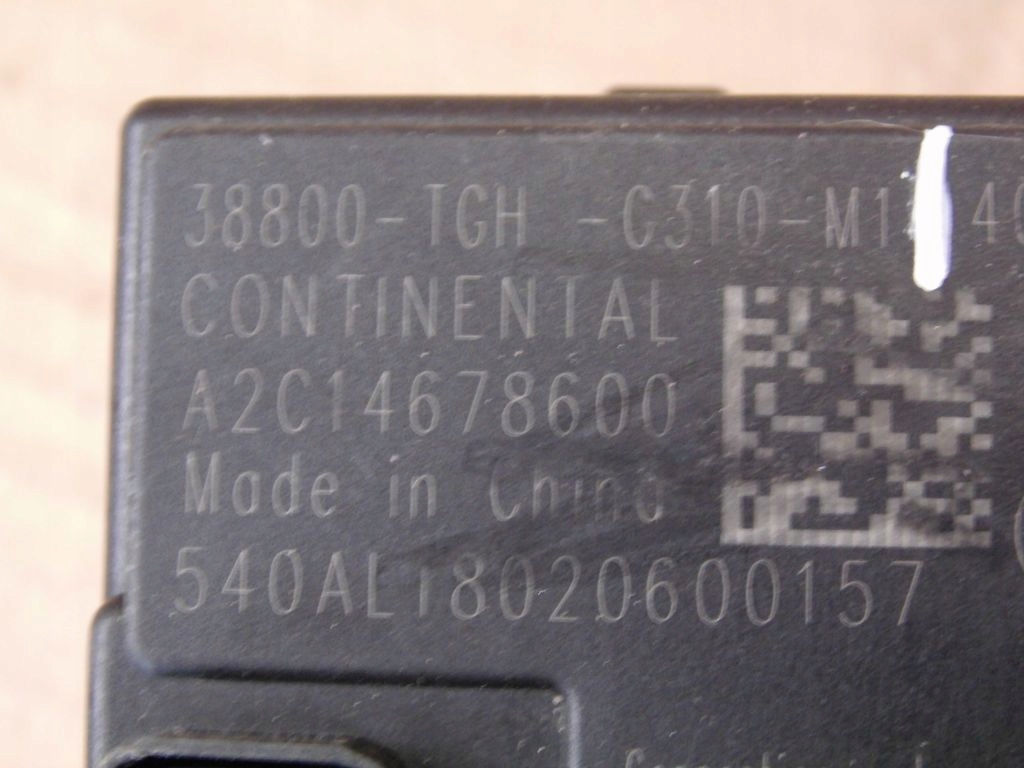 38800-TGH -C310-M1
CONTINENTAL
A2C14678600
Made in China
540AL18020600157